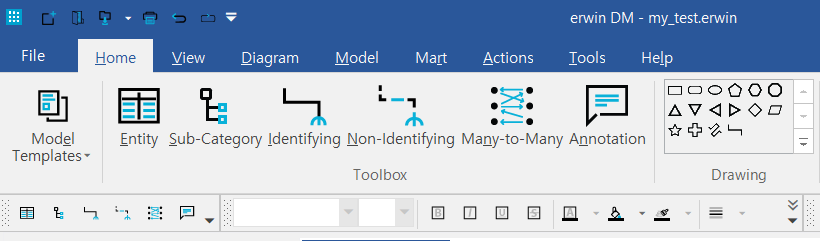 erwin DM - my_test.erwin
File Home View Diagram Model Mart Actions Tools Help
Model Templates
Entity Sub-Category Identifying Non-Identifying Many-to-Many Annotation
Toolbox Drawing
B I U S A